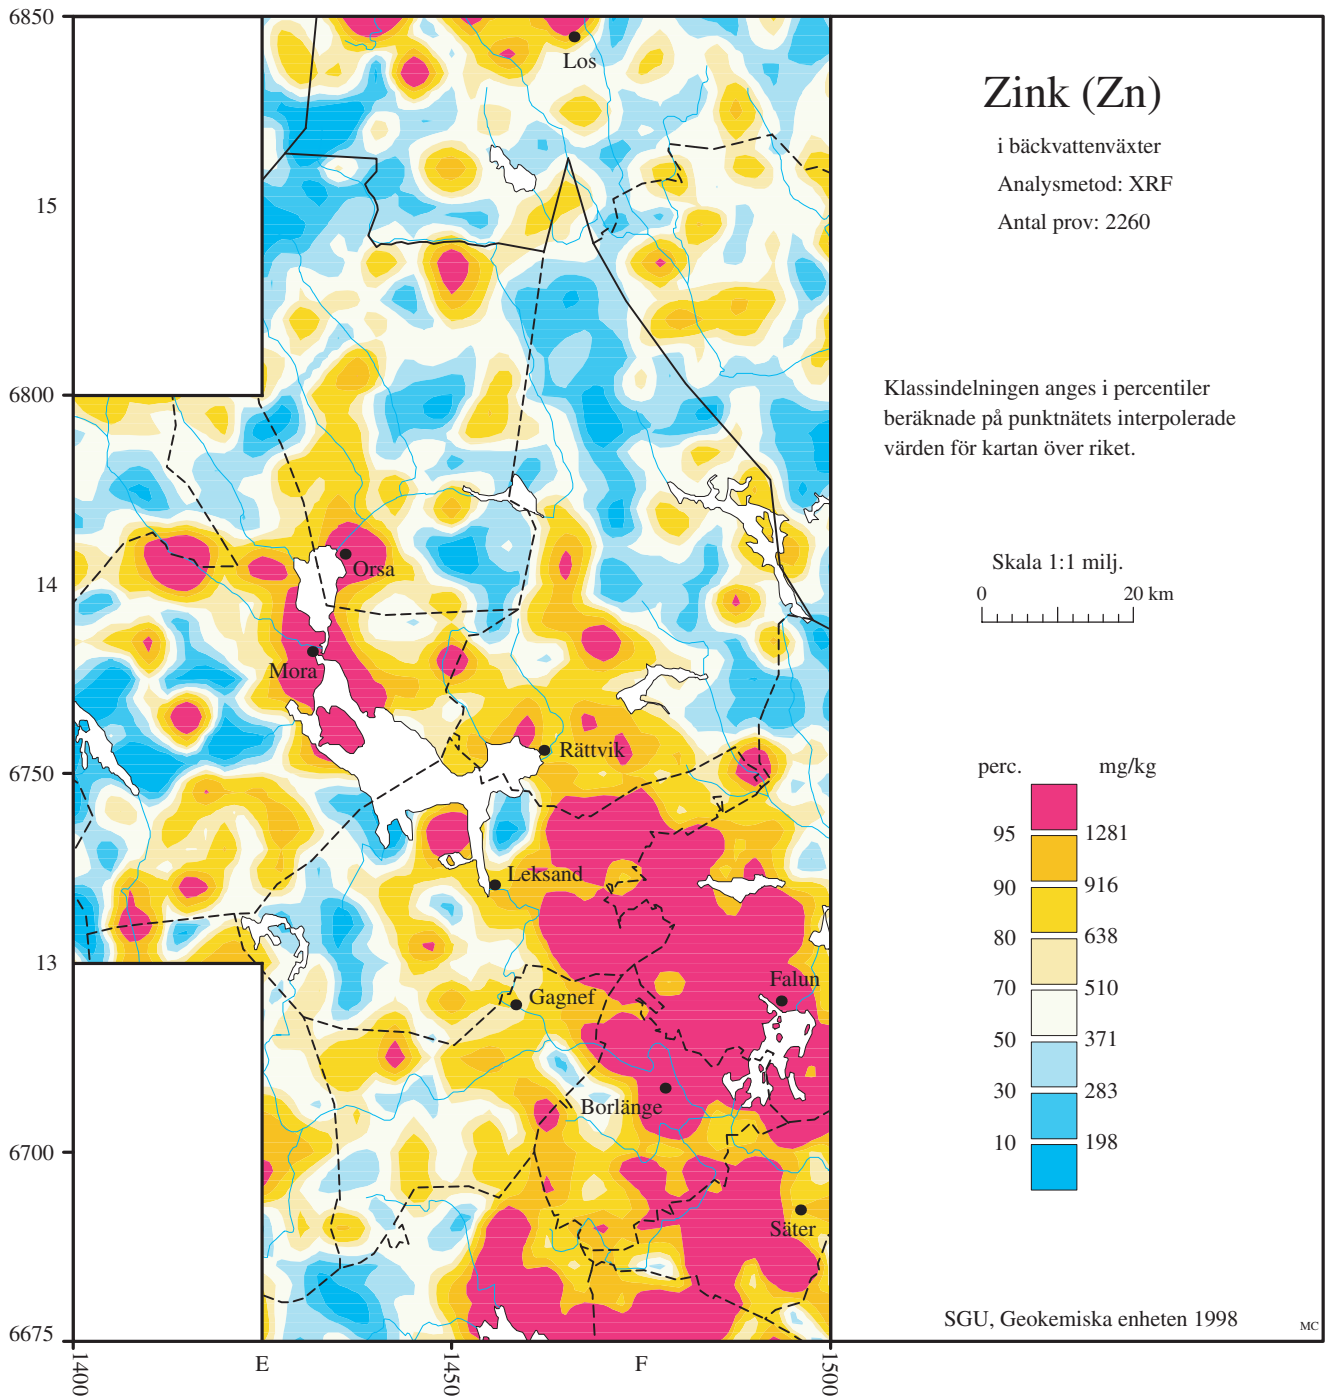 Zink (Zn)
i bäckvattenväxter
Analysmetod: XRF
Antal prov: 2260
Klassindelningen anges i percentiler
beräknade på punktnätets interpolerade
värden för kartan över riket.
Skala 1:1 milj.
0 20 km
perc. mg/kg
95 1281
90 916
80 638
70 510
50 371
30 283
10 198
SGU, Geokemiska enheten 1998
MC
6850
15
6800
14
6750
13
6700
6675
1400
E
1450
F
1500
Los
Orsa
Mora
Rättvik
Leksand
Gagnef
Falun
Borlänge
Säter